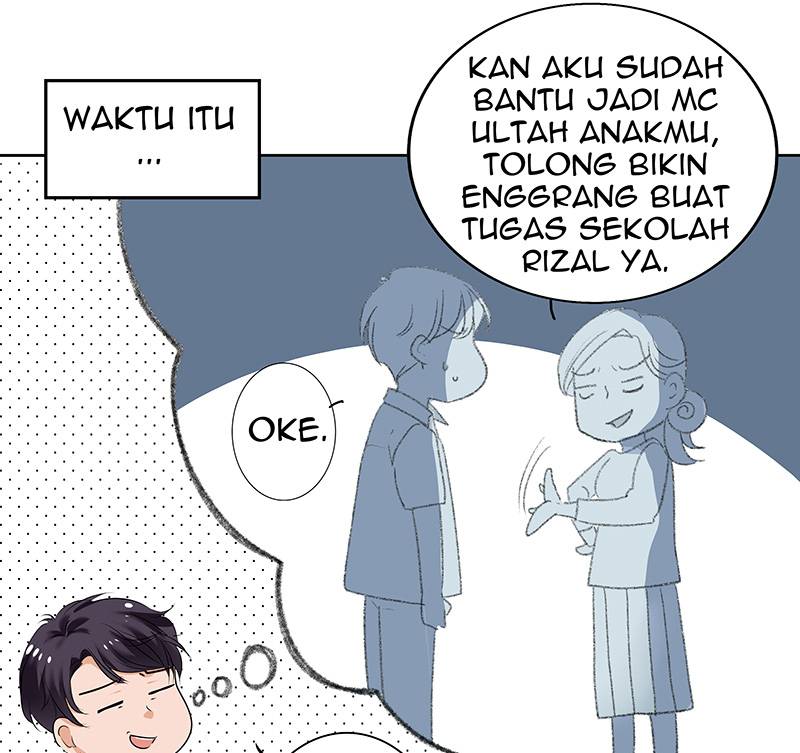 WAKTU ITU
...
KAN AKU SUDAH
BANTU JADI MC
ULTAH ANAKMU,
TOLONG BIKIN
ENGGRANG BUAT
TUGAS SEKOLAH
RIZAL YA.
OKE.